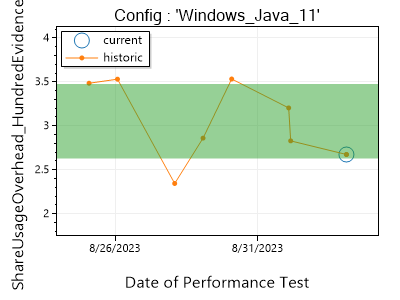 Config : 'Windows_Java_11'
ShareUsageOverhead_HundredEvidence
current
historic
4
3.5
3
2.5
2
8/26/2023
8/31/2023
Date of Performance Test